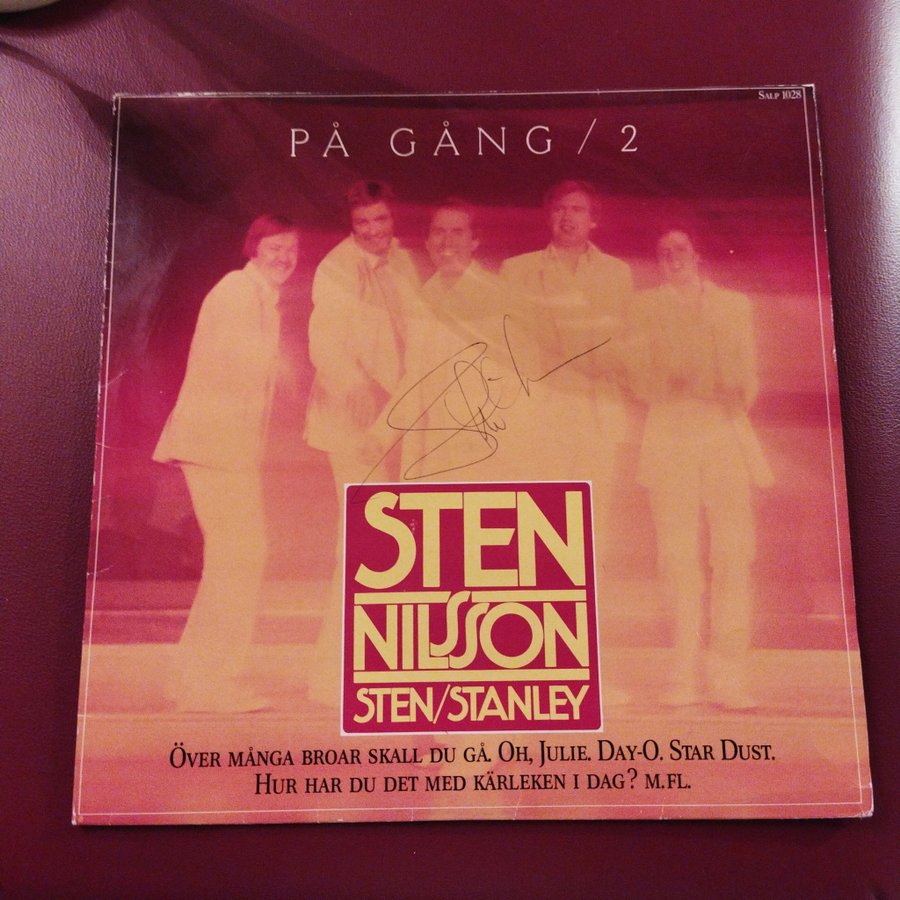 SALP 1028
PÅ GÅNG / 2
STEN
NILSSON
STEN/STANLEY
ÖVER MÅNGA BROAR SKALL DU GÅ. OH, JULIE. DAY-O. STAR DUST.
HUR HAR DU DET MED KÄRLEKEN I DAG? M.FL.